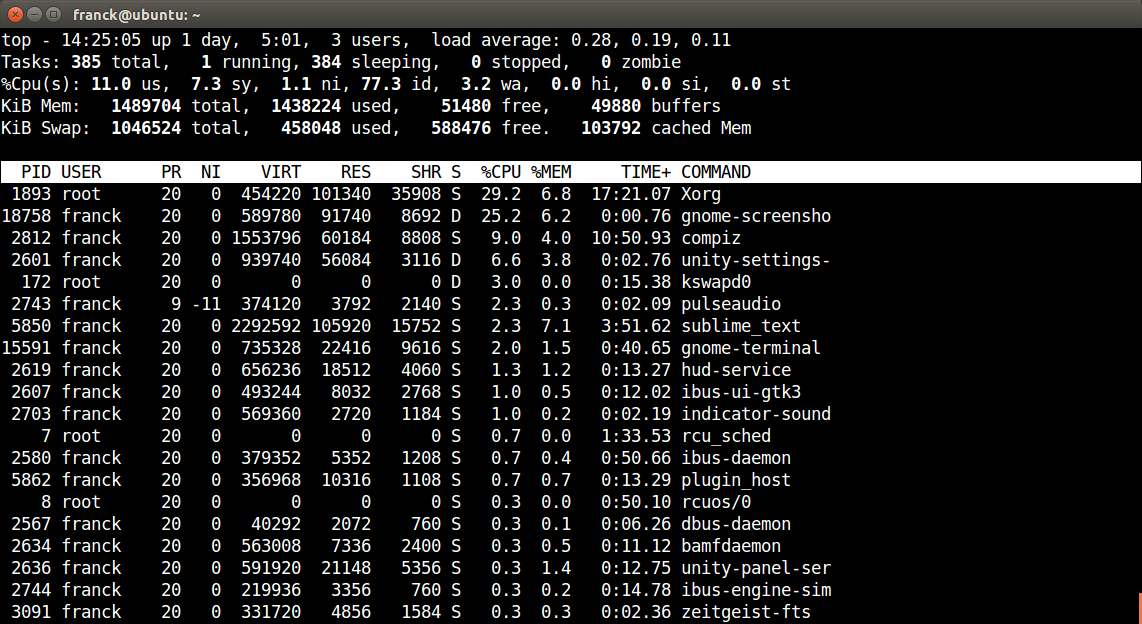 franck@ubuntu: ~
top - 14:25:05 up 1 day,  5:01,  3 users,  load average: 0.28, 0.19, 0.11
Tasks: 385 total,   1 running, 384 sleeping,   0 stopped,   0 zombie
%Cpu(s): 11.0 us,  7.3 sy,  1.1 ni, 77.3 id,  3.2 wa,  0.0 hi,  0.0 si,  0.0 st
KiB Mem:   1489704 total,  1438224 used,    51480 free,    49880 buffers
KiB Swap:  1046524 total,   458048 used,   588476 free.   103792 cached Mem
  PID USER      PR  NI    VIRT    RES    SHR S  %CPU %MEM     TIME+ COMMAND
 1893 root      20   0  454220 101340  35908 S  29.2  6.8  17:21.07 Xorg
18758 franck    20   0  589780  91740   8692 D  25.2  6.2   0:00.76 gnome-screensho
 2812 franck    20   0 1553796  60184   8808 S   9.0  4.0  10:50.93 compiz
 2601 franck    20   0  939740  56084   3116 D   6.6  3.8   0:02.76 unity-settings-
  172 root      20   0       0      0      0 D   3.0  0.0   0:15.38 kswapd0
 2743 franck     9 -11  374120   3792   2140 S   2.3  0.3   0:02.09 pulseaudio
 5850 franck    20   0 2292592 105920  15752 S   2.3  7.1   3:51.62 sublime_text
15591 franck    20   0  735328  22416   9616 S   2.0  1.5   0:40.65 gnome-terminal
 2619 franck    20   0  656236  18512   4060 S   1.3  1.2   0:13.27 hud-service
 2607 franck    20   0  493244   8032   2768 S   1.0  0.5   0:12.02 ibus-ui-gtk3
 2703 franck    20   0  569360   2720   1184 S   1.0  0.2   0:02.19 indicator-sound
    7 root      20   0       0      0      0 S   0.7  0.0   1:33.53 rcu_sched
 2580 franck    20   0  379352   5352   1208 S   0.7  0.4   0:50.66 ibus-daemon
 5862 franck    20   0  356968  10316   1108 S   0.7  0.7   0:13.29 plugin_host
    8 root      20   0       0      0      0 S   0.3  0.0   0:50.10 rcuos/0
 2567 franck    20   0   40292   2072    760 S   0.3  0.1   0:06.26 dbus-daemon
 2634 franck    20   0  563008   7336   2400 S   0.3  0.5   0:11.12 bamfdaemon
 2636 franck    20   0  591920  21148   5356 S   0.3  1.4   0:12.75 unity-panel-ser
 2744 franck    20   0  219936   3356    760 S   0.3  0.2   0:14.78 ibus-engine-sim
 3091 franck    20   0  331720   4856   1584 S   0.3  0.3   0:02.36 zeitgeist-fts